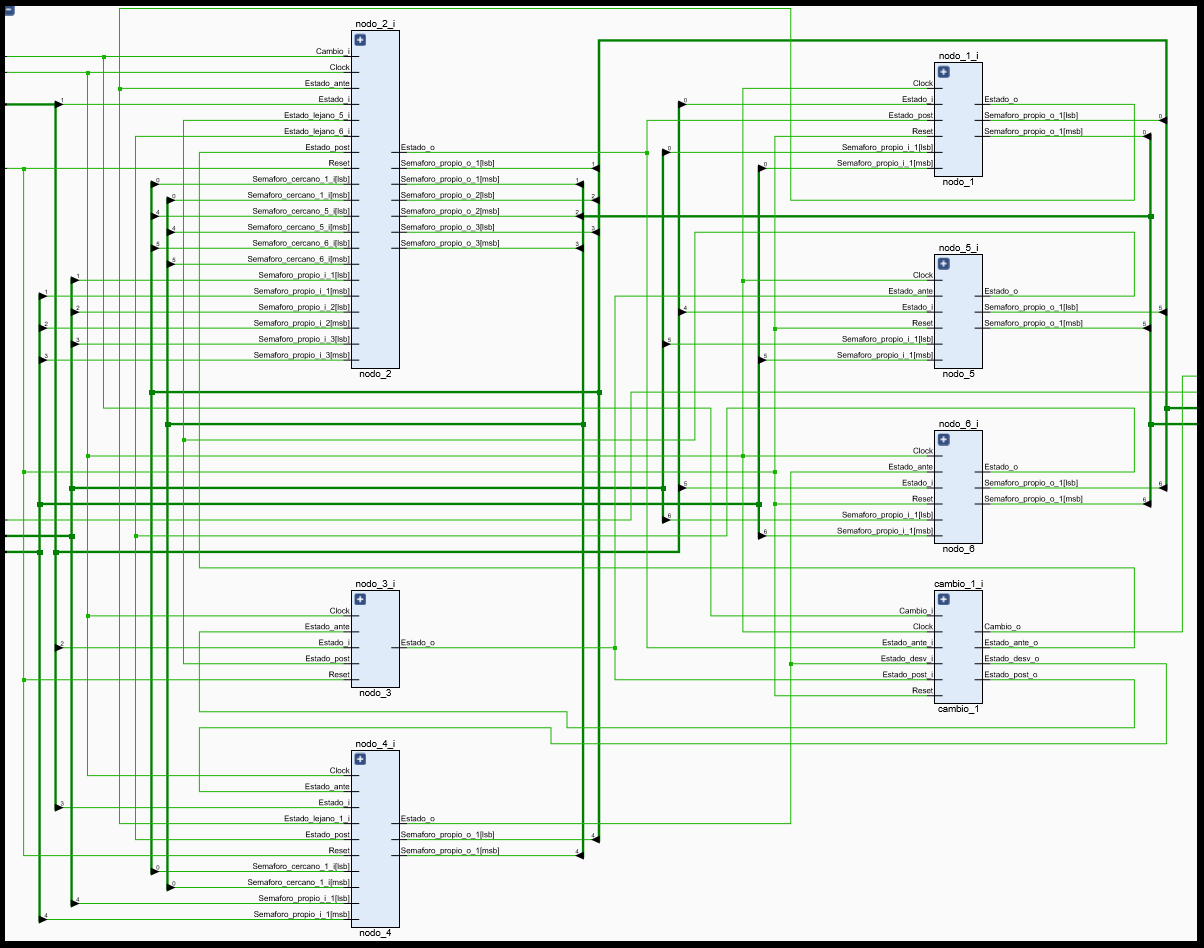 nodo_2_i
Cambio_i
Clock
Estado_ante
Estado_i
Estado_lejano_5_i
Estado_lejano_6_i
Estado_post
Reset
Semaforo_cercano_1_i[lsb]
Semaforo_cercano_1_i[msb]
Semaforo_cercano_5_i[lsb]
Semaforo_cercano_5_i[msb]
Semaforo_cercano_6_i[lsb]
Semaforo_cercano_6_i[msb]
Semaforo_propio_i_1[lsb]
Semaforo_propio_i_1[msb]
Semaforo_propio_i_2[lsb]
Semaforo_propio_i_2[msb]
Semaforo_propio_i_3[lsb]
Semaforo_propio_i_3[msb]
Estado_o
Semaforo_propio_o_1[lsb]
Semaforo_propio_o_1[msb]
Semaforo_propio_o_2[lsb]
Semaforo_propio_o_2[msb]
Semaforo_propio_o_3[lsb]
Semaforo_propio_o_3[msb]
nodo_2
nodo_3_i
Clock
Estado_ante
Estado_i
Estado_post
Reset
Estado_o
nodo_3
nodo_4_i
Clock
Estado_ante
Estado_i
Estado_lejano_1_i
Estado_post
Reset
Semaforo_cercano_1_i[lsb]
Semaforo_cercano_1_i[msb]
Semaforo_propio_i_1[lsb]
Semaforo_propio_i_1[msb]
Estado_o
Semaforo_propio_o_1[lsb]
Semaforo_propio_o_1[msb]
nodo_4
nodo_1_i
Clock
Estado_i
Estado_post
Reset
Semaforo_propio_i_1[lsb]
Semaforo_propio_i_1[msb]
Estado_o
Semaforo_propio_o_1[lsb]
Semaforo_propio_o_1[msb]
nodo_1
nodo_5_i
Clock
Estado_ante
Estado_i
Reset
Semaforo_propio_i_1[lsb]
Semaforo_propio_i_1[msb]
Estado_o
Semaforo_propio_o_1[lsb]
Semaforo_propio_o_1[msb]
nodo_5
nodo_6_i
Clock
Estado_ante
Estado_i
Reset
Semaforo_propio_i_1[lsb]
Semaforo_propio_i_1[msb]
Estado_o
Semaforo_propio_o_1[lsb]
Semaforo_propio_o_1[msb]
nodo_6
cambio_1_i
Cambio_i
Clock
Estado_ante_i
Estado_desv_i
Estado_post_i
Reset
Cambio_o
Estado_ante_o
Estado_desv_o
Estado_post_o
cambio_1